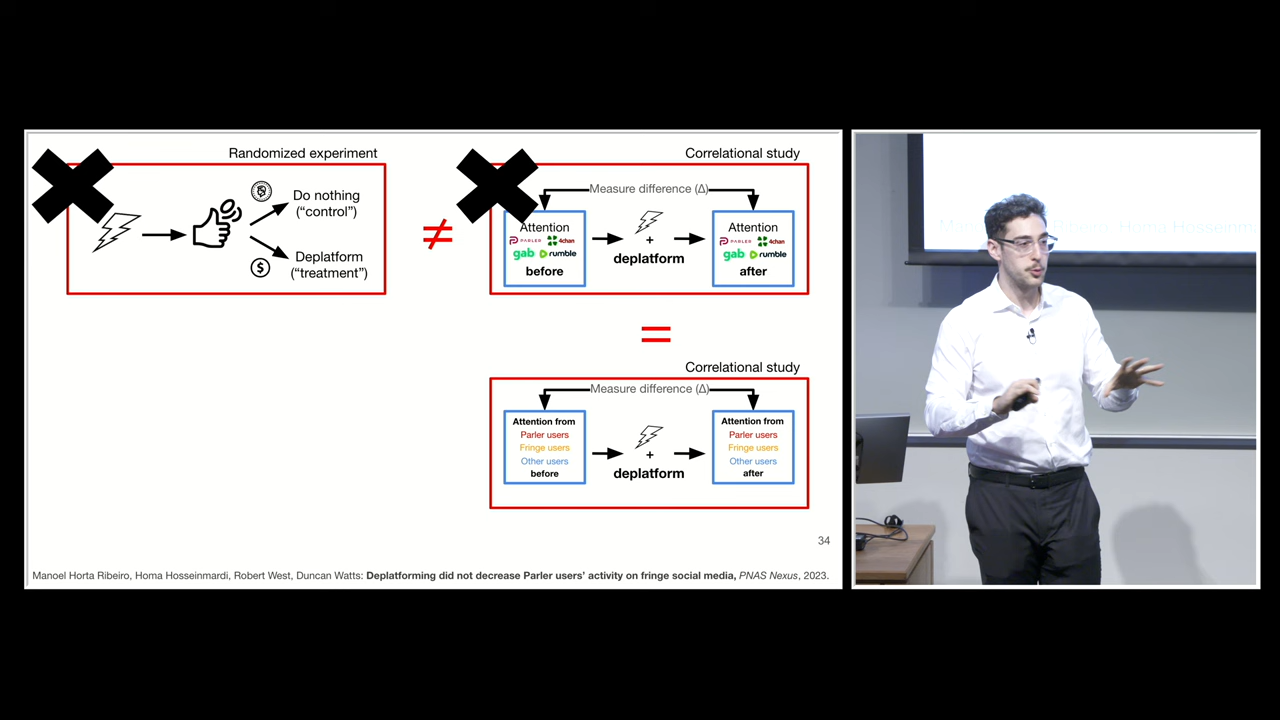 Randomized experiment
Do nothing
(“control”)
Deplatform
(“treatment”)
$
≠
Correlational study
Measure difference (Δ)
Attention
PARLER 4chan
gab rumble
before
+
deplatform
Attention
PARLER 4chan
gab rumble
after
=
Correlational study
Measure difference (Δ)
Attention from
Parler users
Fringe users
Other users
before
+
deplatform
Attention from
Parler users
Fringe users
Other users
after
34
Manoel Horta Ribeiro, Homa Hosseinmardi, Robert West, Duncan Watts: Deplatforming did not decrease Parler users’ activity on fringe social media, PNAS Nexus, 2023.